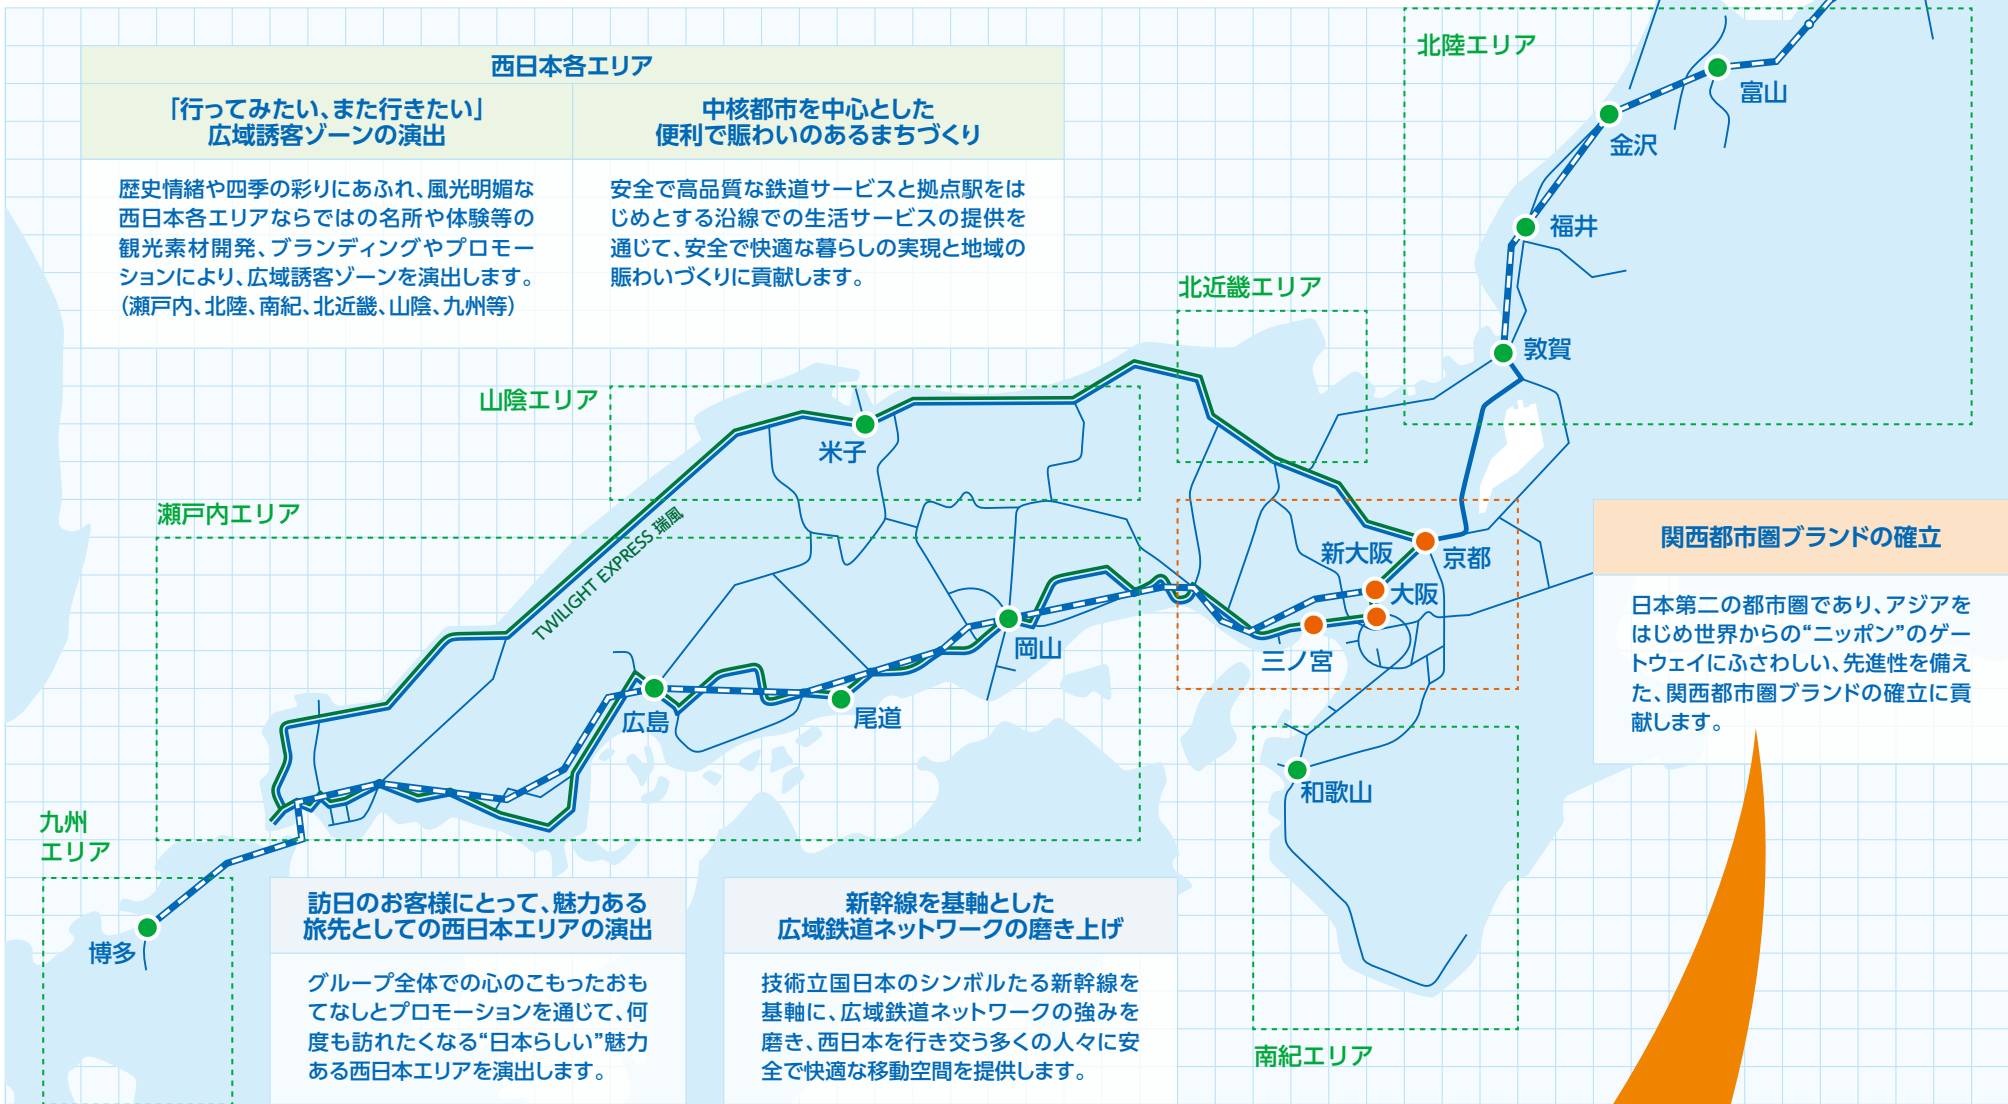 西日本各エリア
「行ってみたい、また行きたい」
広域誘客ゾーンの演出
歴史情緒や四季の彩りにあふれ、風光明媚な
西日本各エリアならではの名所や体験等の
観光素材開発、ブランディングやプロモー
ションにより、広域誘客ゾーンを演出します。
（瀬戸内、北陸、南紀、北近畿、山陰、九州等）
中核都市を中心とした
便利で賑わいのあるまちづくり
安全で高品質な鉄道サービスと拠点駅をは
じめとする沿線での生活サービスの提供を
通じて、安全で快適な暮らしの実現と地域の
賑わいづくりに貢献します。
北陸エリア
富山
金沢
福井
敦賀
北近畿エリア
山陰エリア
米子
瀬戸内エリア
TWILIGHT EXPRESS 瑞風
新大阪
京都
大阪
三ノ宮
岡山
尾道
広島
和歌山
関西都市圏ブランドの確立
日本第二の都市圏であり、アジアを
はじめ世界からの“ニッポン”のゲー
トウェイにふさわしい、先進性を備え
た、関西都市圏ブランドの確立に貢
献します。
九州
エリア
博多
訪日のお客様にとって、魅力ある
旅先としての西日本エリアの演出
グループ全体での心のこもったおも
てなしとプロモーションを通じて、何
度も訪れたくなる“日本らしい”魅力
ある西日本エリアを演出します。
新幹線を基軸とした
広域鉄道ネットワークの磨き上げ
技術立国日本のシンボルたる新幹線を
基軸に、広域鉄道ネットワークの強みを
磨き、西日本を行き交う多くの人々に安
全で快適な移動空間を提供します。
南紀エリア